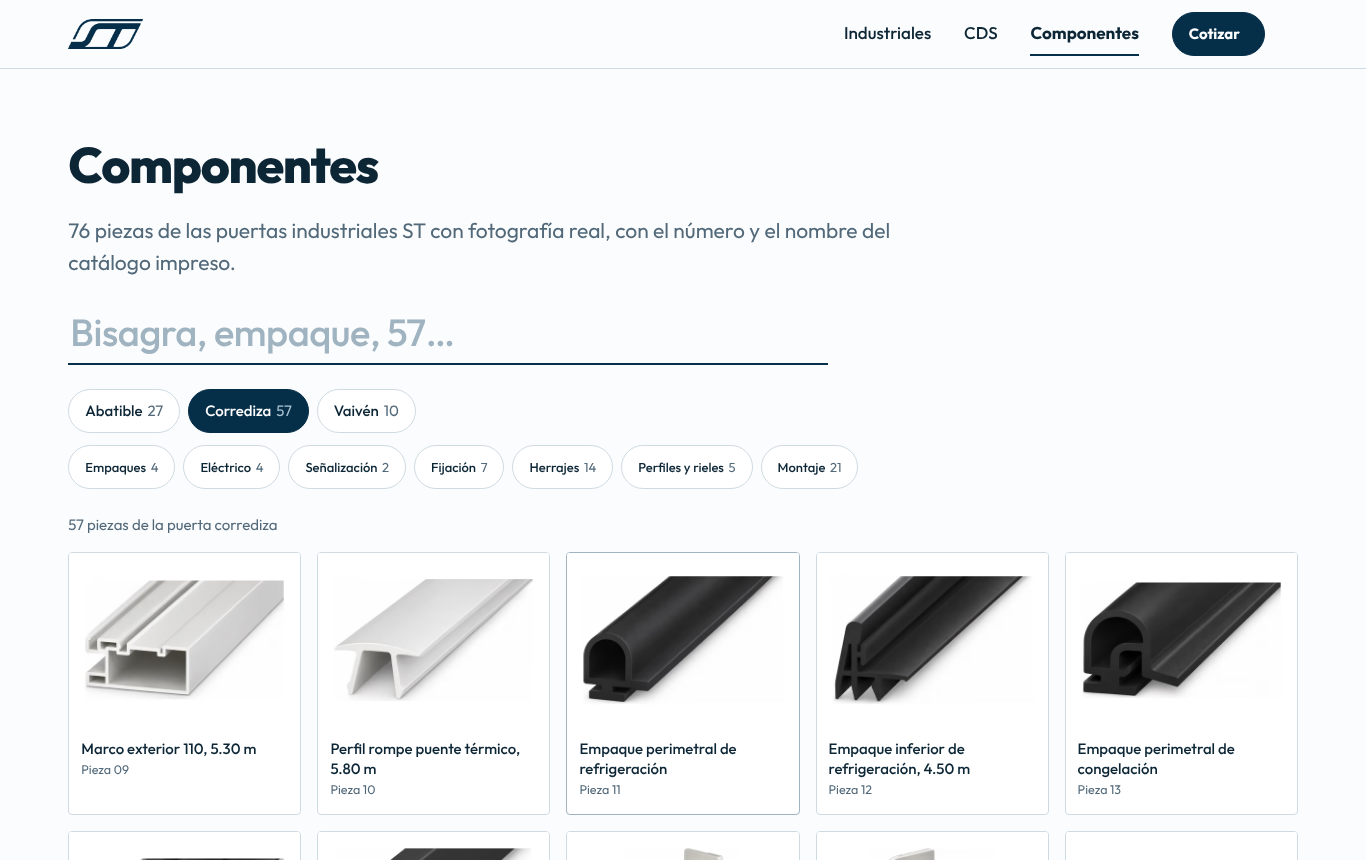 ST
Industriales CDS Componentes Cotizar
Componentes
76 piezas de las puertas industriales ST con fotografía real, con el número y el nombre del
catálogo impreso.
Bisagra, empaque, 57...
Abatible 27 Corrediza 57 Vaivén 10
Empaques 4 Eléctrico 4 Señalización 2 Fijación 7 Herrajes 14 Perfiles y rieles 5 Montaje 21
57 piezas de la puerta corrediza
Marco exterior 110, 5.30 m
Pieza 09
Perfil rompe puente térmico,
5.80 m
Pieza 10
Empaque perimetral de
refrigeración
Pieza 11
Empaque inferior de
refrigeración, 4.50 m
Pieza 12
Empaque perimetral de
congelación
Pieza 13